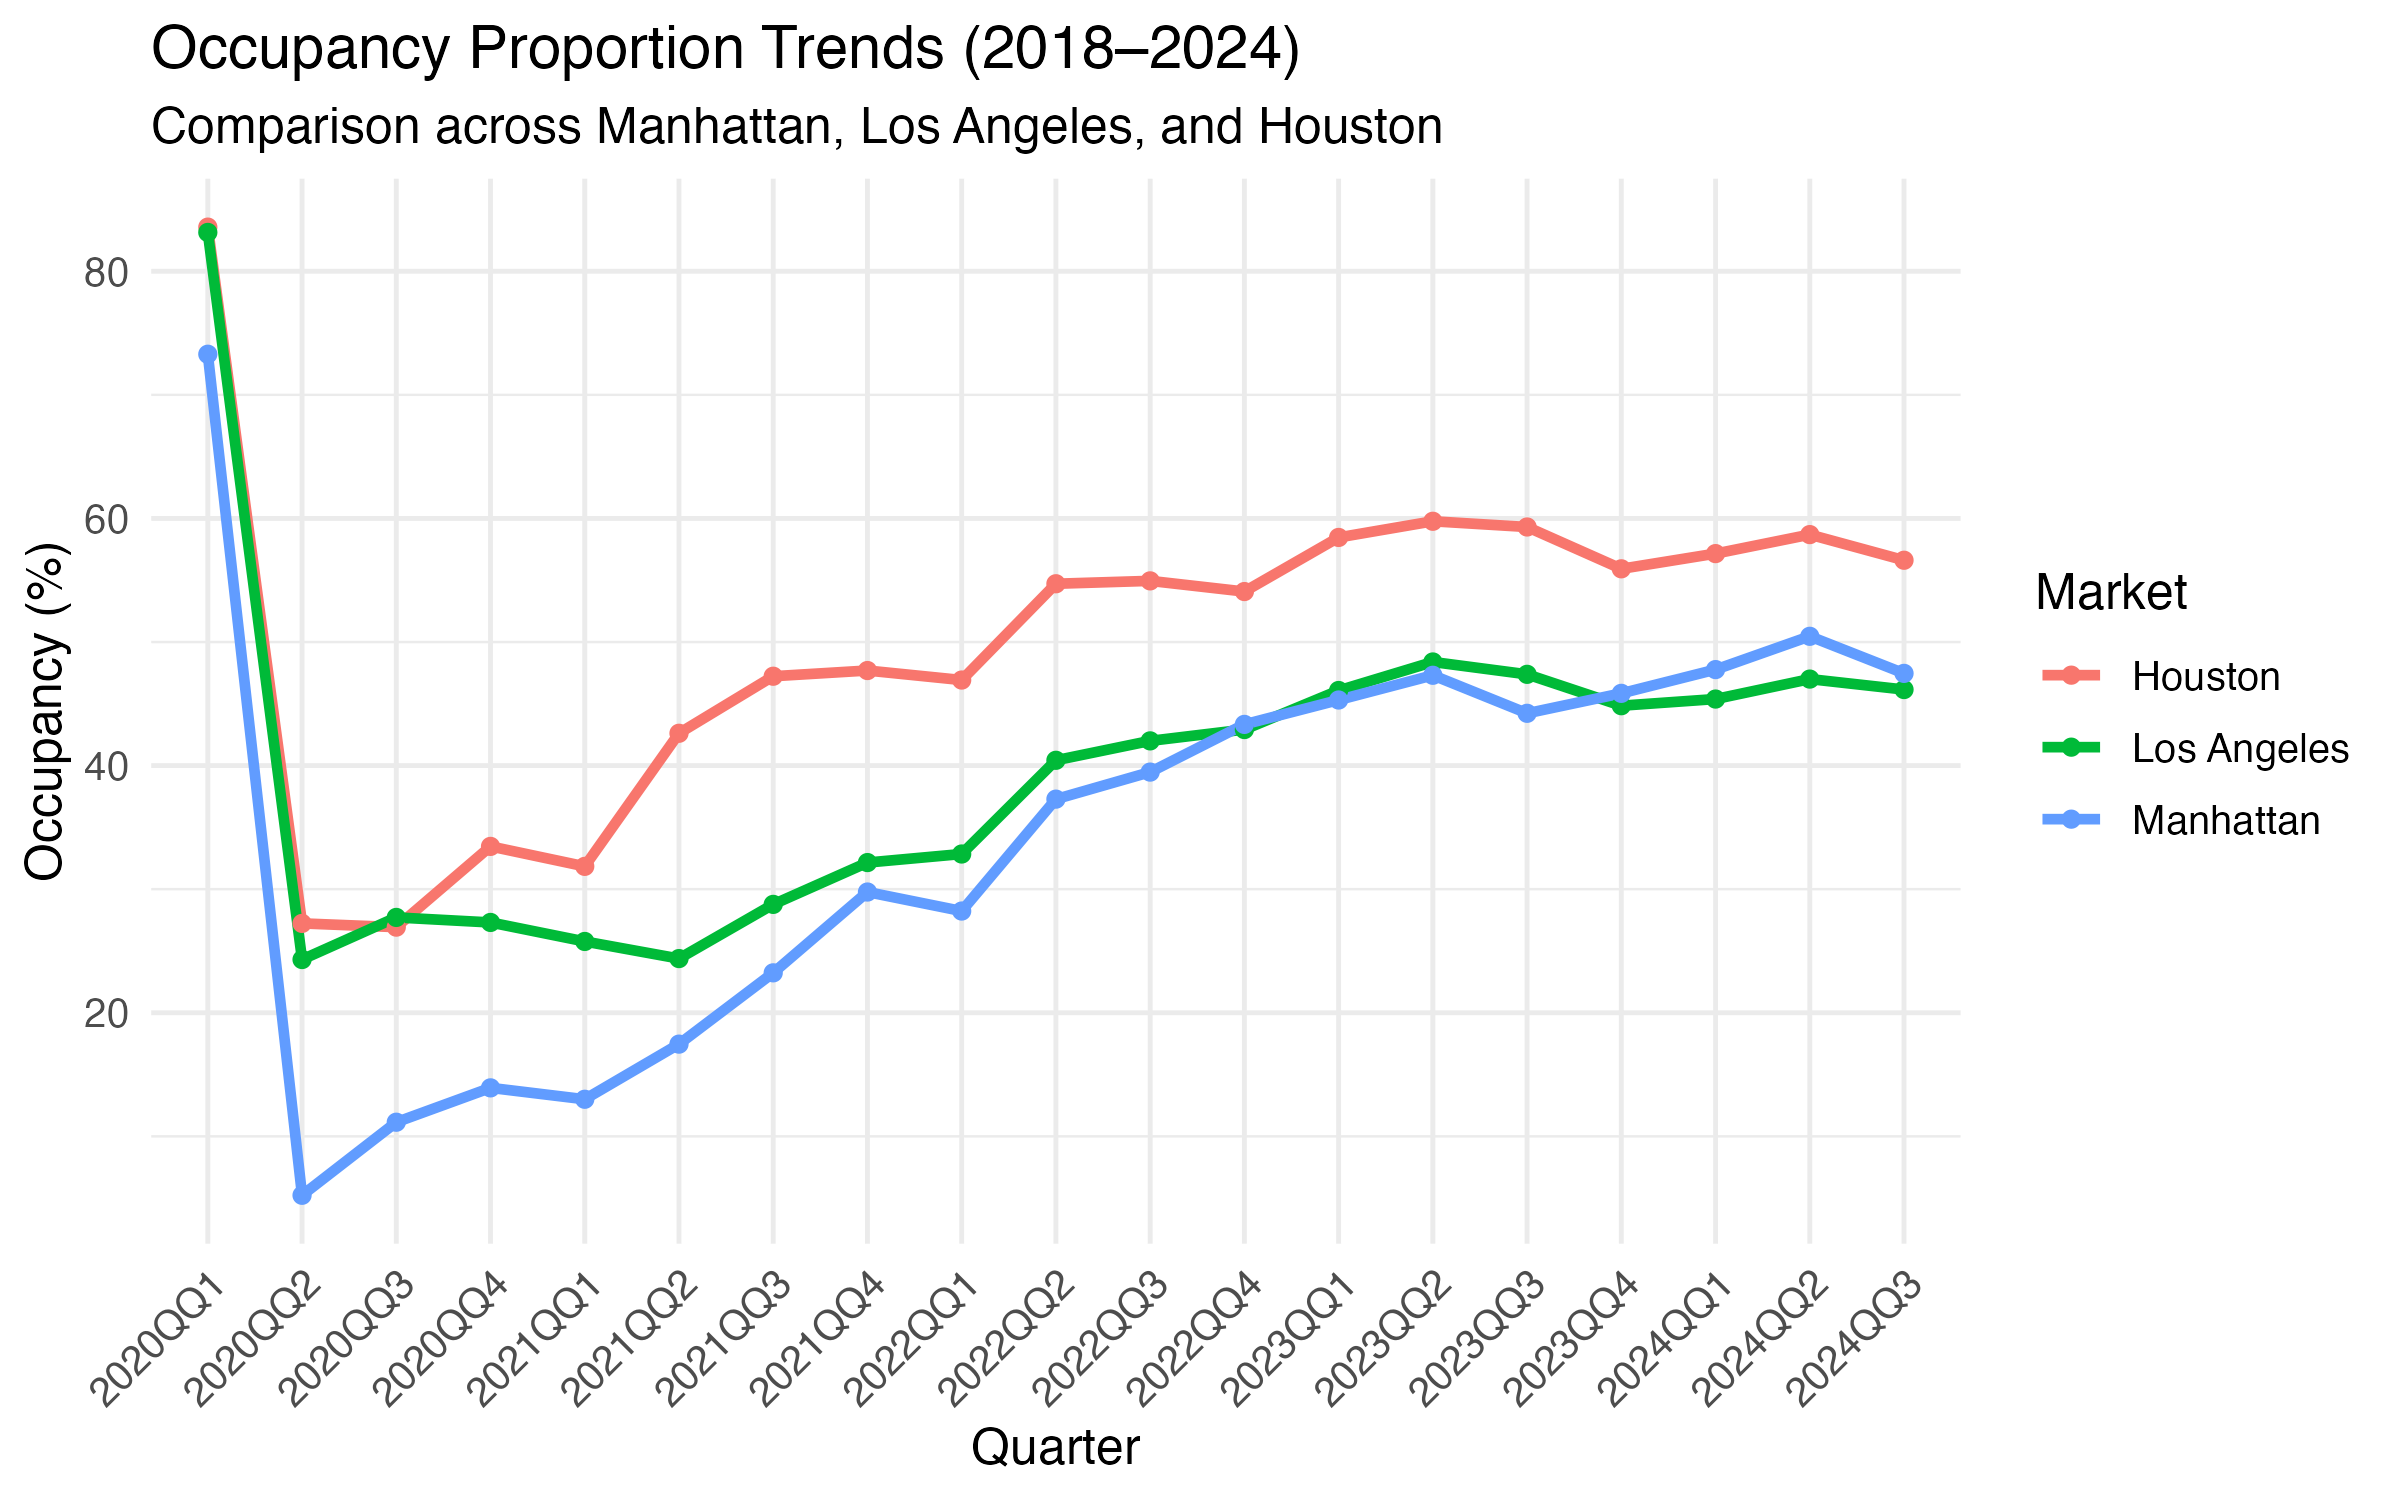 Occupancy Proportion Trends (2018–2024)
Comparison across Manhattan, Los Angeles, and Houston
Occupancy (%)
80
60
40
20
2020QQ1
2020QQ2
2020QQ3
2020QQ4
2021QQ1
2021QQ2
2021QQ3
2021QQ4
2022QQ1
2022QQ2
2022QQ3
2022QQ4
2023QQ1
2023QQ2
2023QQ3
2023QQ4
2024QQ1
2024QQ2
2024QQ3
Quarter
Market
Houston
Los Angeles
Manhattan